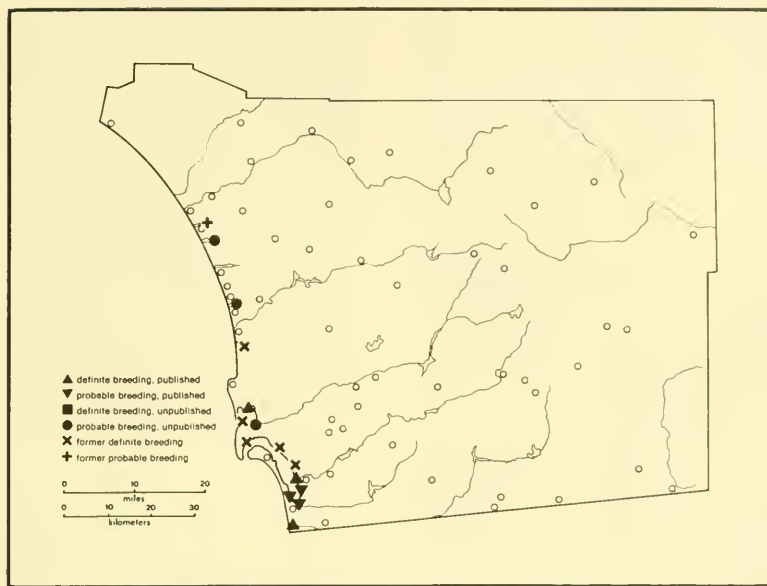 definite breeding, published
probable breeding, published
definite breeding, unpublished
probable breeding, unpublished
former definite breeding
former probable breeding
0 10 20
miles
0 10 20 30
kilometers